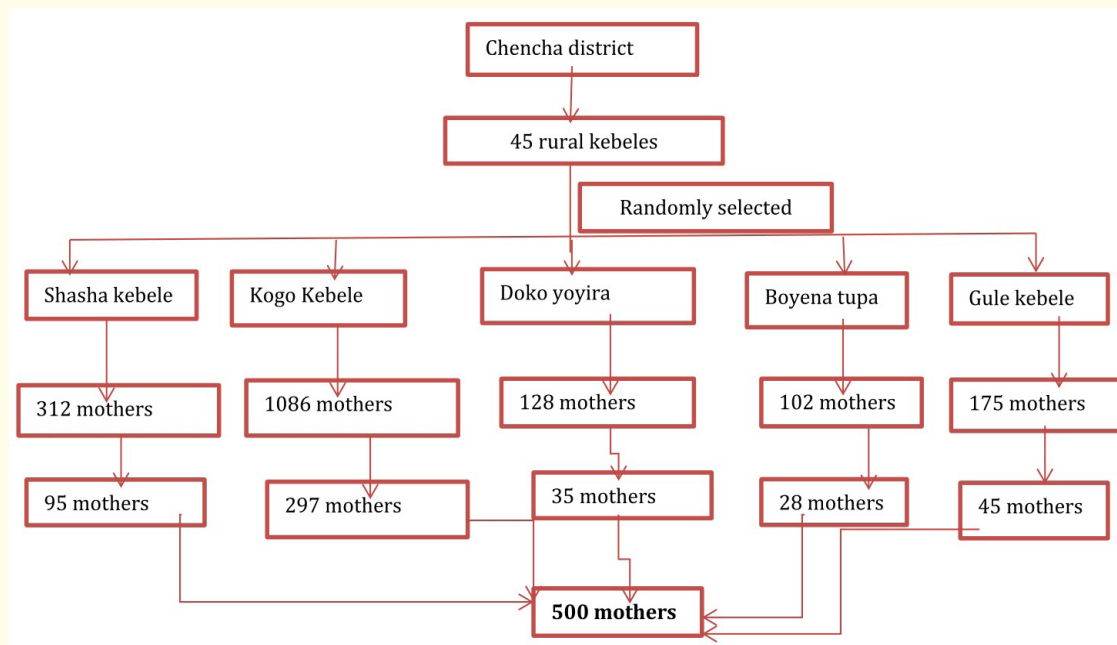 Chencha district
45 rural kebeles
Randomly selected
Shasha kebele
Kogo Kebele
Doko yoyira
Boyena tupa
Gule kebele
312 mothers
1086 mothers
128 mothers
102 mothers
175 mothers
95 mothers
297 mothers
35 mothers
28 mothers
45 mothers
500 mothers